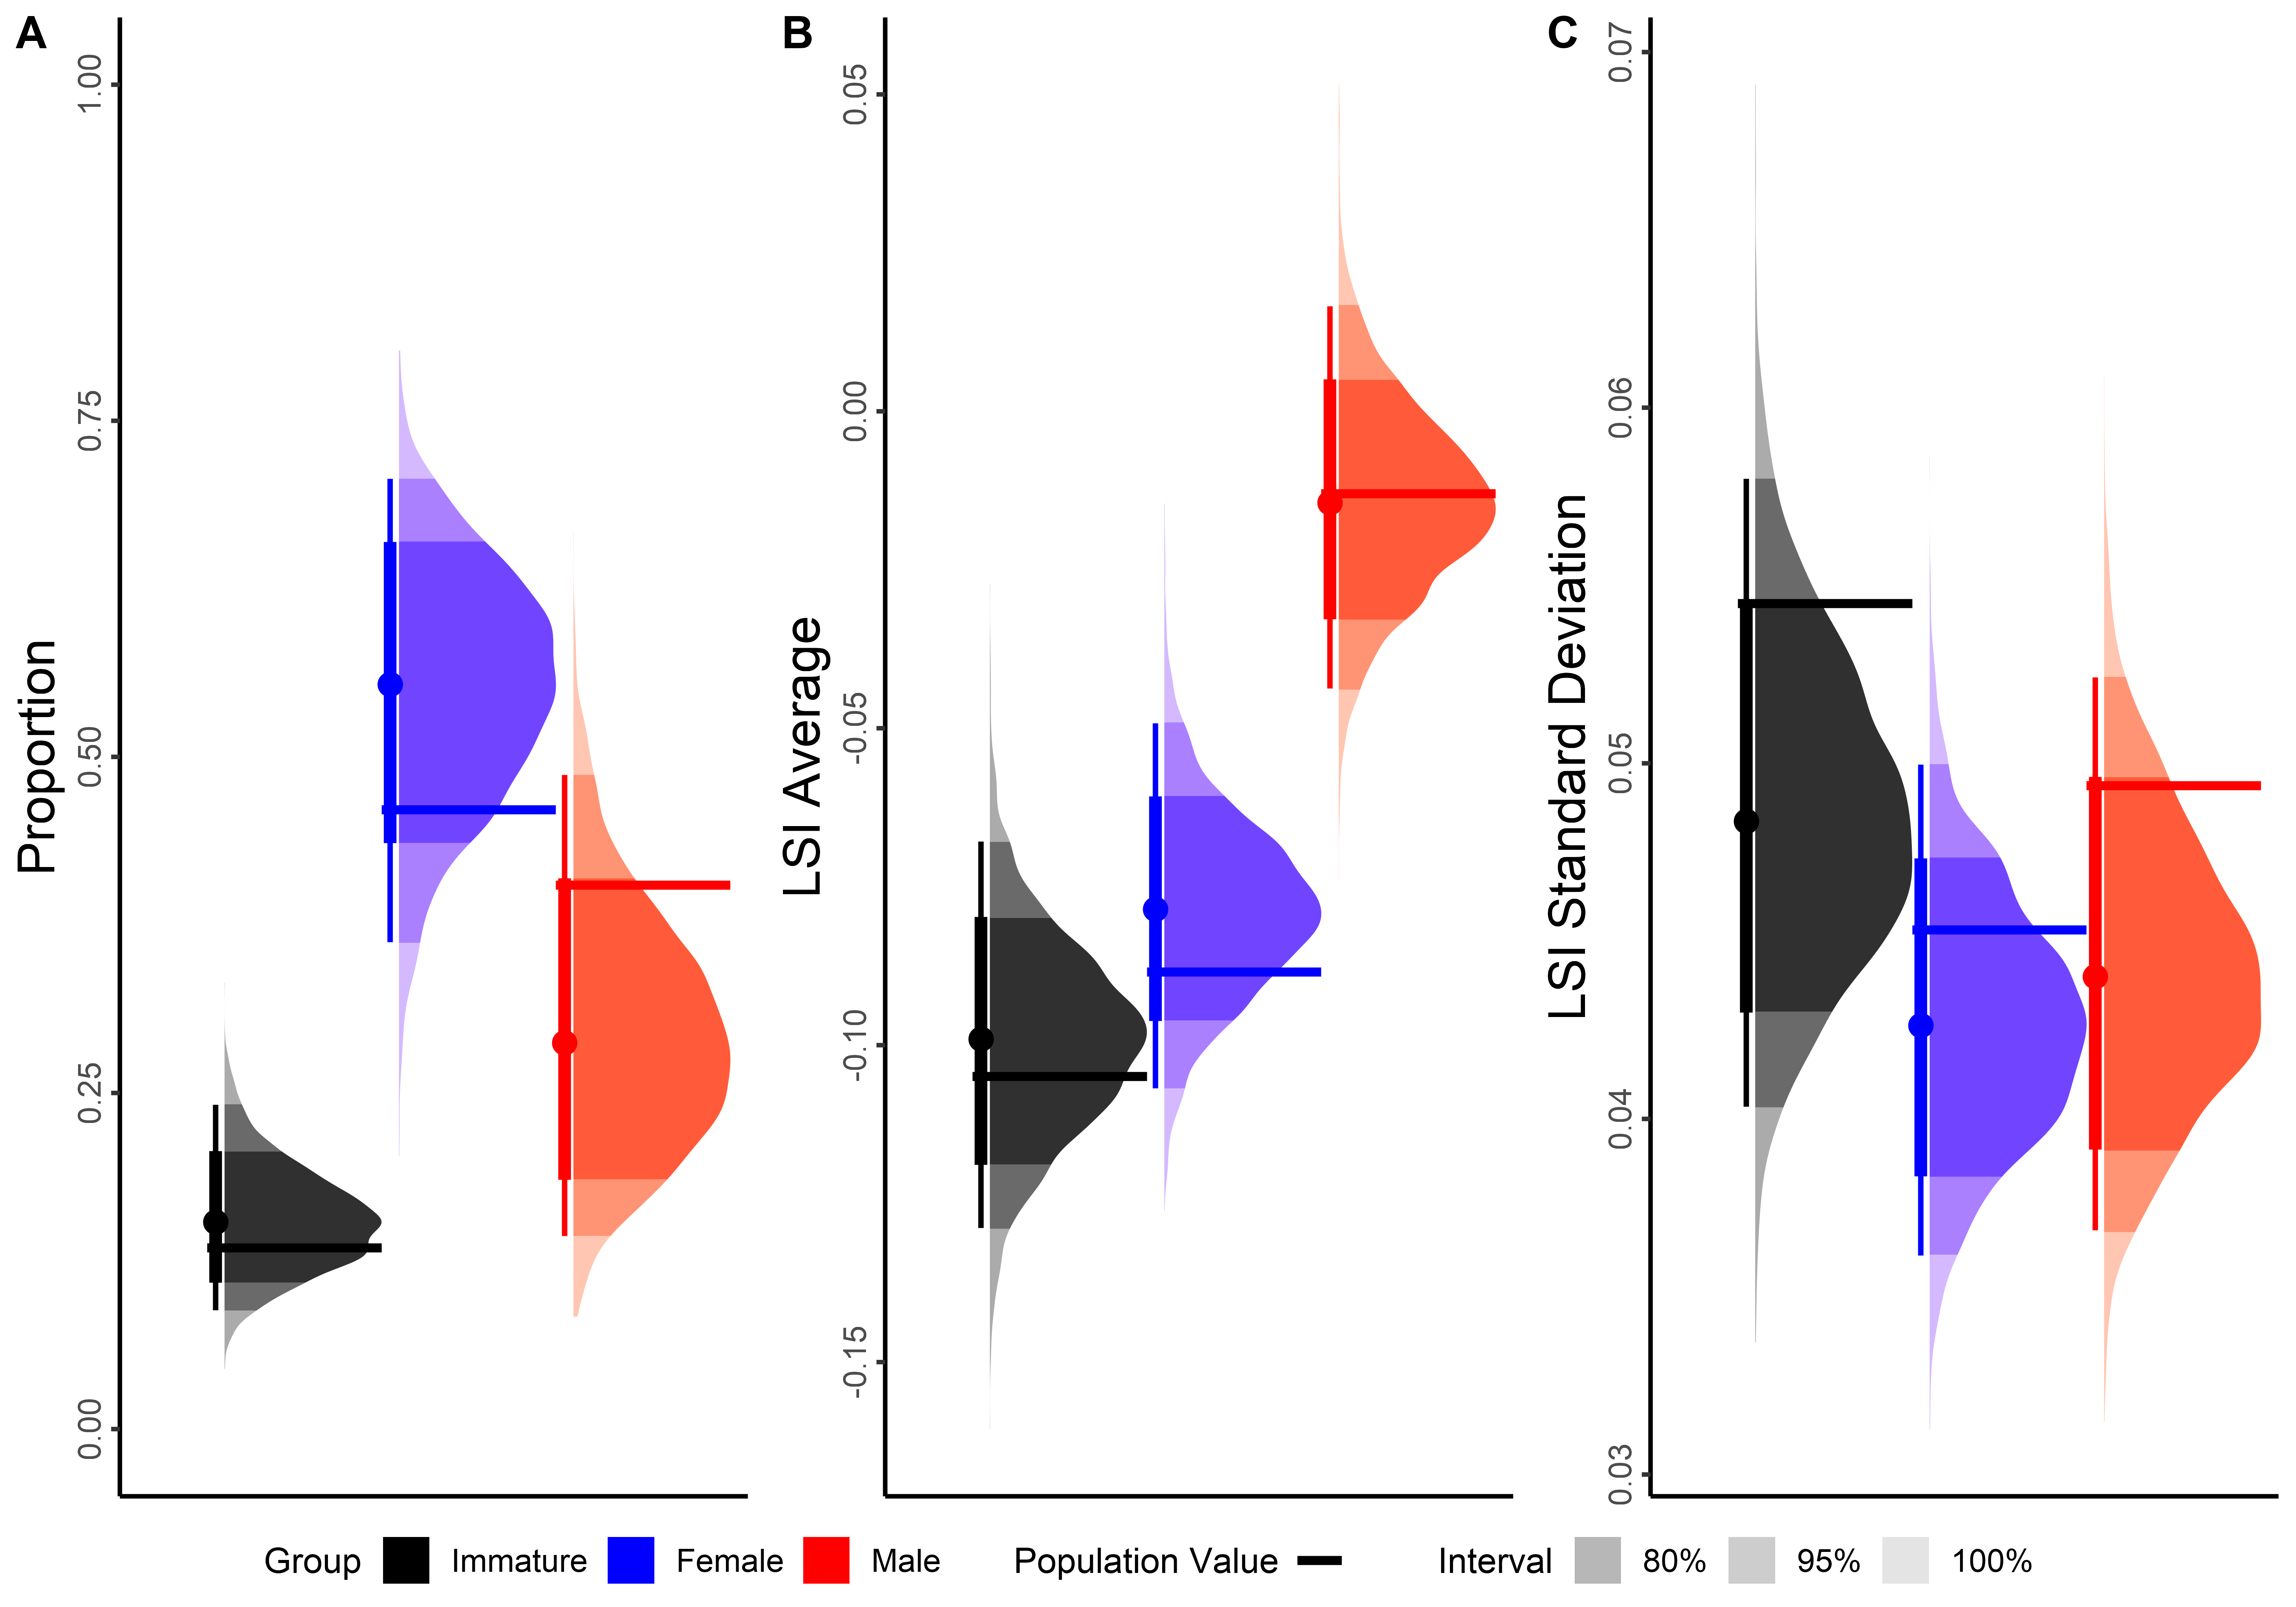 A
Proportion
1.00
0.75
0.50
0.25
0.00
B
LSI Average
0.05
0.00
-0.05
-0.10
-0.15
C
LSI Standard Deviation
0.07
0.06
0.05
0.04
0.03
Group Immature Female Male Population Value Interval 80% 95% 100%